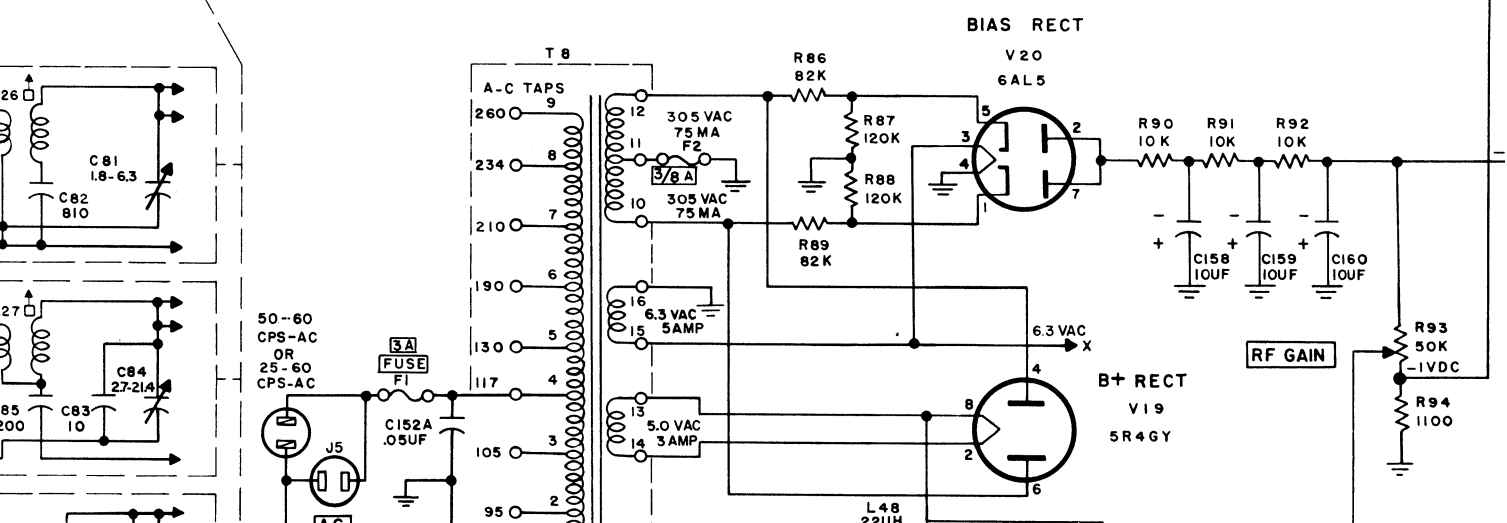 BIAS RECT
V20
6AL5
T8
A-C TAPS
260
9
234
8
210
7
190
6
130
5
117
4
105
3
95
2
12
11
10
16
15
13
14
305 VAC
75 MA
F2
3/8 A
305 VAC
75 MA
6.3 VAC
5 AMP
5.0 VAC
3 AMP
R86
82K
R87
120K
R88
120K
R89
82K
5
3
4
1
2
7
R90
10K
R91
10K
R92
10K
–
+
C158
10UF
–
+
C159
10UF
–
+
C160
10UF
6.3 VAC
X
RF GAIN
R93
50K
–1VDC
R94
1100
–
B+ RECT
V19
5R4GY
4
8
2
6
L48
22UH
26
C81
1.8-6.3
C82
810
27
C84
2.7-21.4
85
200
C83
10
50-60
CPS-AC
OR
25-60
CPS-AC
3A
FUSE
F1
C152A
.05UF
J5